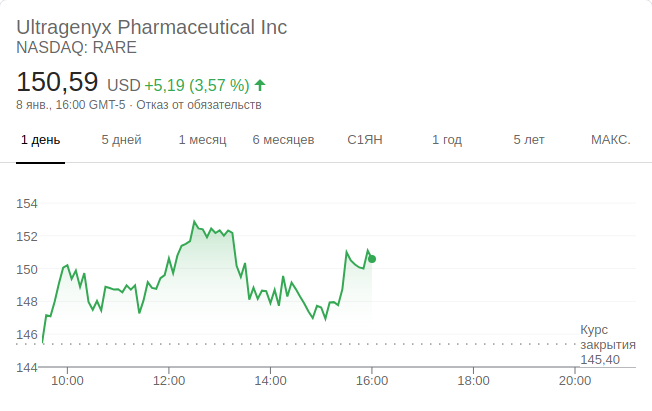 Ultragenyx Pharmaceutical Inc
NASDAQ: RARE
150,59 USD +5,19 (3,57 %)
8 янв., 16:00 GMT-5 · Отказ от обязательств
1 день 5 дней 1 месяц 6 месяцев С1ЯН 1 год 5 лет МАКС.
154
152
150
148
146
Курс
закрытия
145,40
144
10:00 12:00 14:00 16:00 18:00 20:00